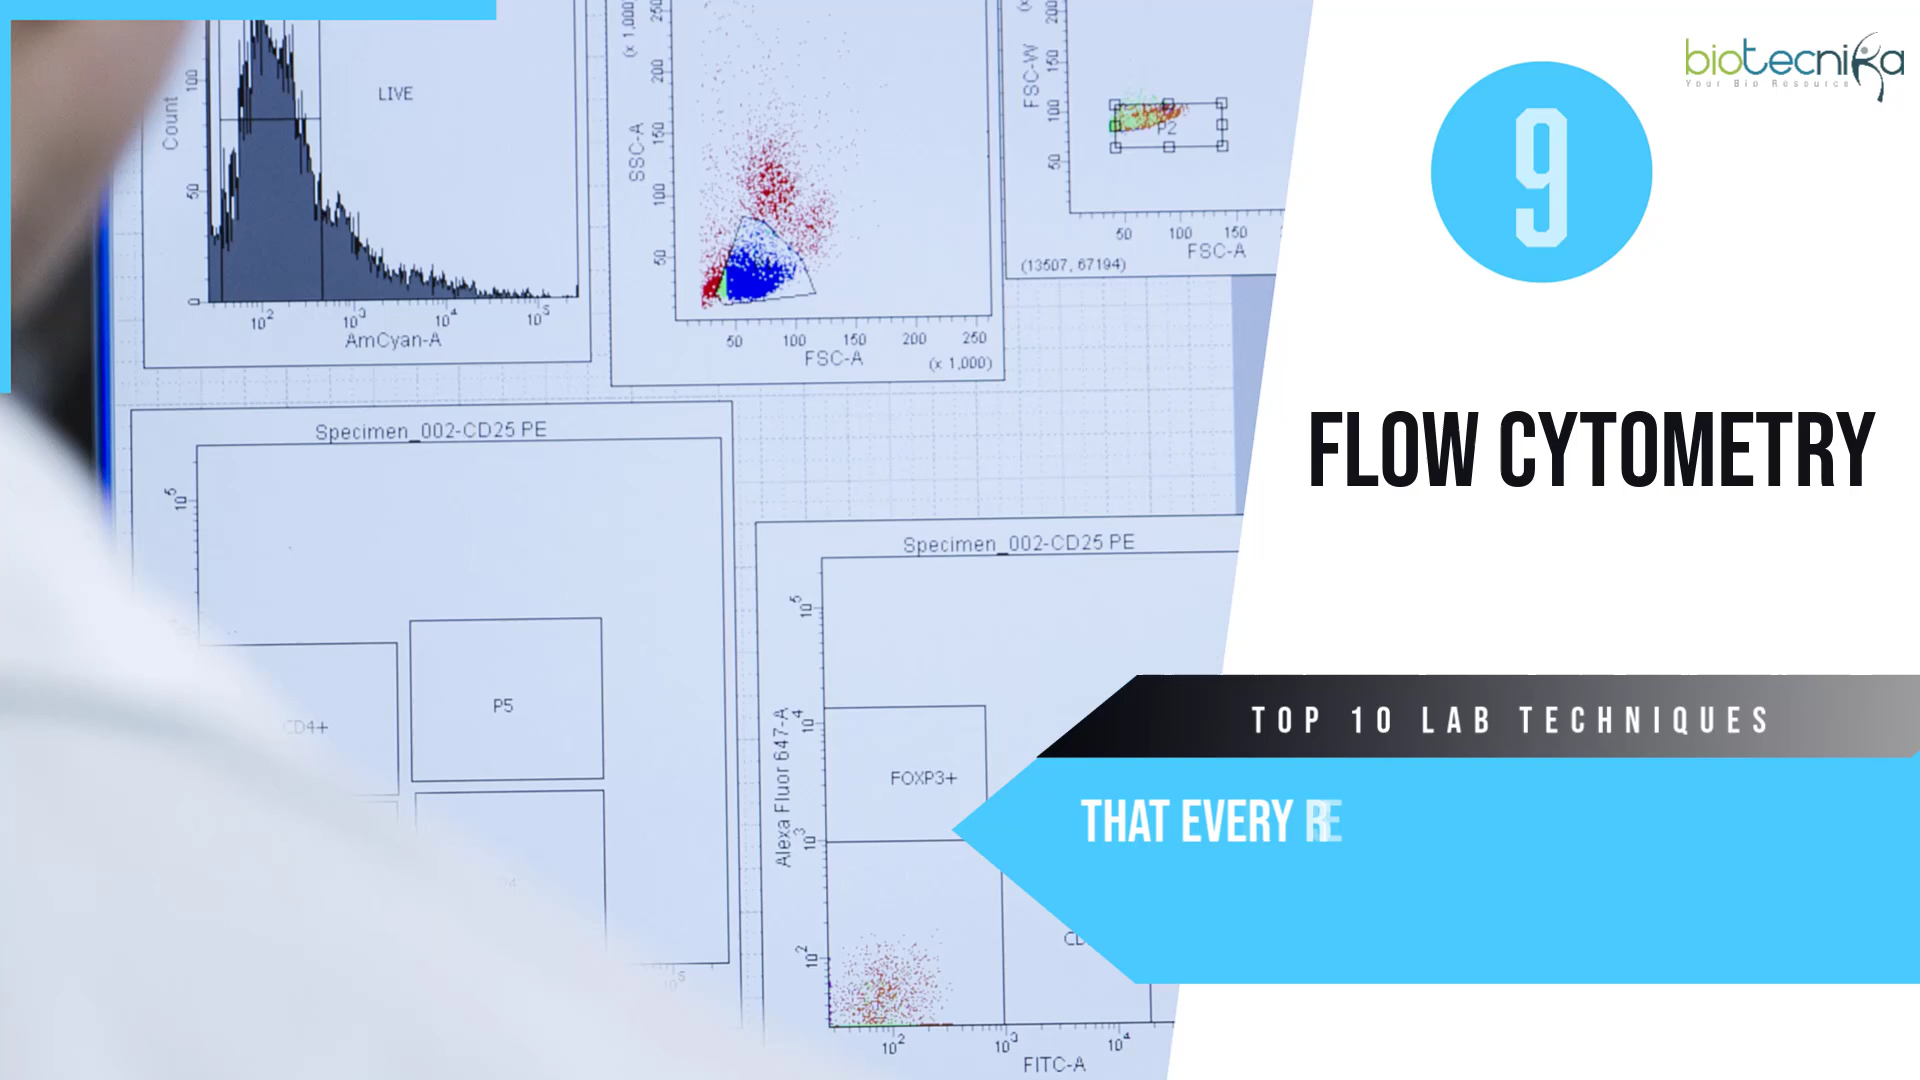 biotecnika
Your Bio Resource
9
FLOW CYTOMETRY
TOP 10 LAB TECHNIQUES
THAT EVERY RE
LIVE
Count
100
50
0
10²
10³
10⁴
10⁵
AmCyan-A
(x 1,000)
SSC-A
250
200
150
100
50
50
100
150
200
250
FSC-A
(x 1,000)
FSC-W
200
150
100
50
P2
50
100
150
FSC-A
(13507, 67194)
Specimen_002-CD25 PE
10⁵
CD4+
P5
Specimen_002-CD25 PE
Alexa Fluor 647-A
10⁵
10⁴
10³
10²
FOXP3+
10²
10³
10⁴
FITC-A